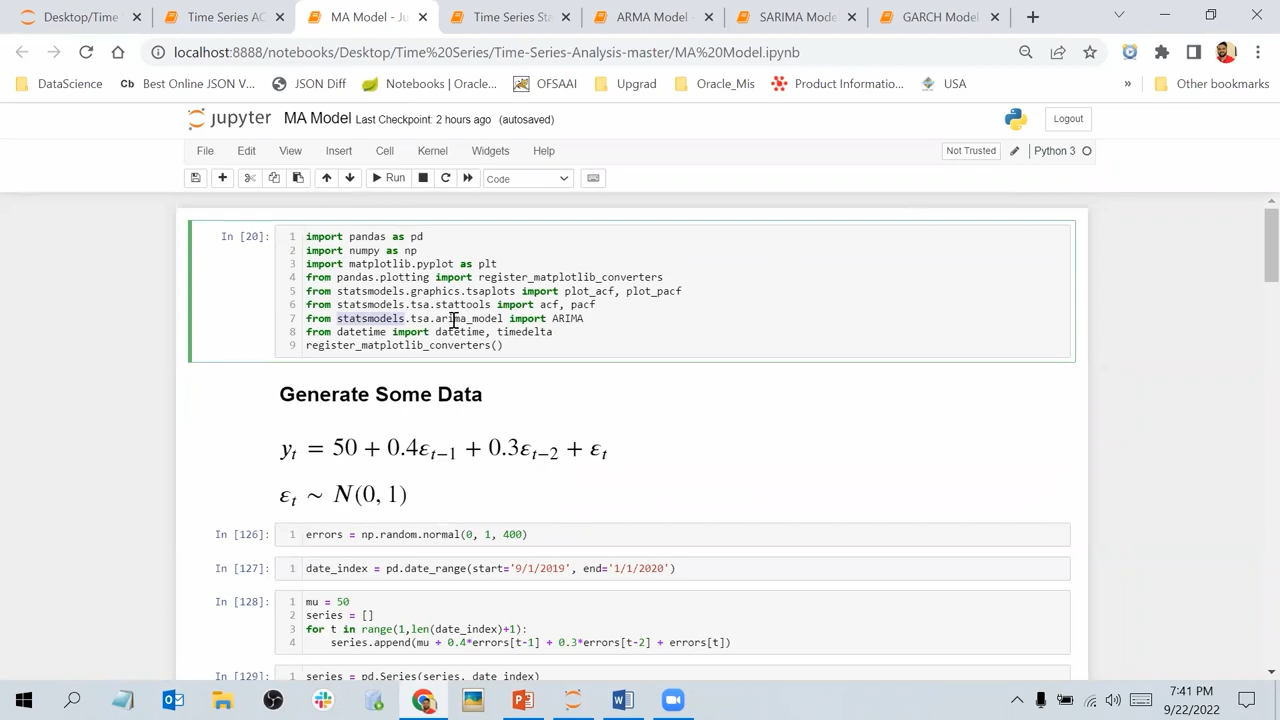 Desktop/Time
Time Series AC
MA Model - Ju
Time Series Sta
ARMA Model -
SARIMA Mode
GARCH Model
localhost:8888/notebooks/Desktop/Time%20Series/Time-Series-Analysis-master/MA%20Model.ipynb
DataScience
Cb Best Online JSON V...
JSON Diff
Notebooks | Oracle...
OFSAAI
Upgrad
Oracle_Mis
Product Informatio...
USA
»
Other bookmarks
jupyter MA Model Last Checkpoint: 2 hours ago (autosaved)
Logout
File Edit View Insert Cell Kernel Widgets Help
Not Trusted
Python 3
Run
Code
In [20]:
1 import pandas as pd
2 import numpy as np
3 import matplotlib.pyplot as plt
4 from pandas.plotting import register_matplotlib_converters
5 from statsmodels.graphics.tsaplots import plot_acf, plot_pacf
6 from statsmodels.tsa.stattools import acf, pacf
7 from statsmodels.tsa.arima_model import ARIMA
8 from datetime import datetime, timedelta
9 register_matplotlib_converters()
Generate Some Data
yₜ = 50 + 0.4εₜ₋₁ + 0.3εₜ₋₂ + εₜ
εₜ ~ N(0, 1)
In [126]: 1 errors = np.random.normal(0, 1, 400)
In [127]: 1 date_index = pd.date_range(start='9/1/2019', end='1/1/2020')
In [128]: 1 mu = 50
2 series = []
3 for t in range(1,len(date_index)+1):
4 series.append(mu + 0.4*errors[t-1] + 0.3*errors[t-2] + errors[t])
In [129]: 1 series = pd.Series(series, date_index)
7:41 PM
9/22/2022